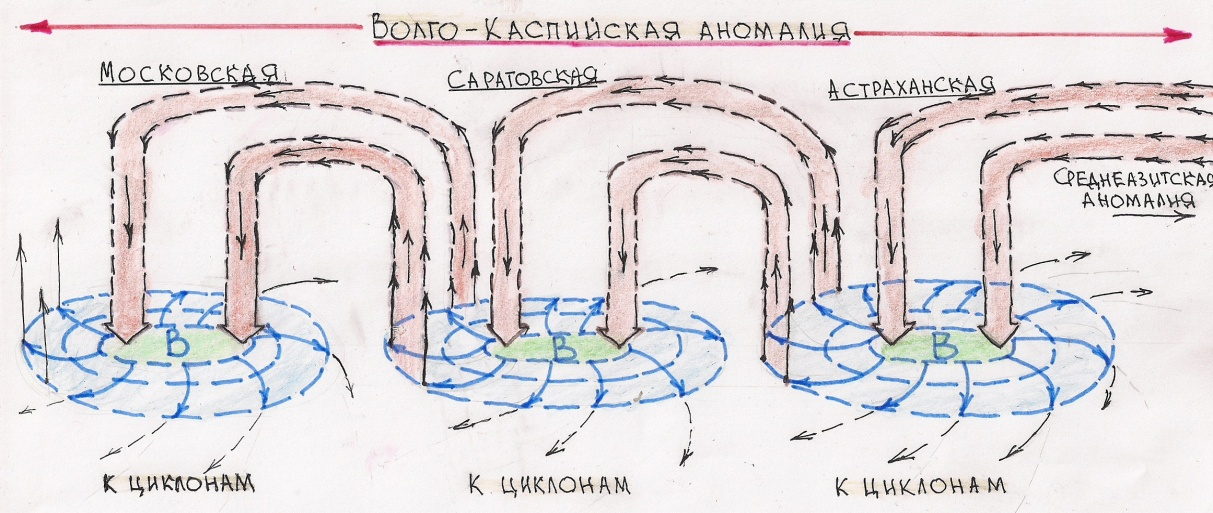 ВОЛГО-КАСПИЙСКАЯ АНОМАЛИЯ
МОСКОВСКАЯ
САРАТОВСКАЯ
АСТРАХАНСКАЯ
СРЕДНЕАЗИТСКАЯ
АНОМАЛИЯ
В
В
В
К ЦИКЛОНАМ
К ЦИКЛОНАМ
К ЦИКЛОНАМ